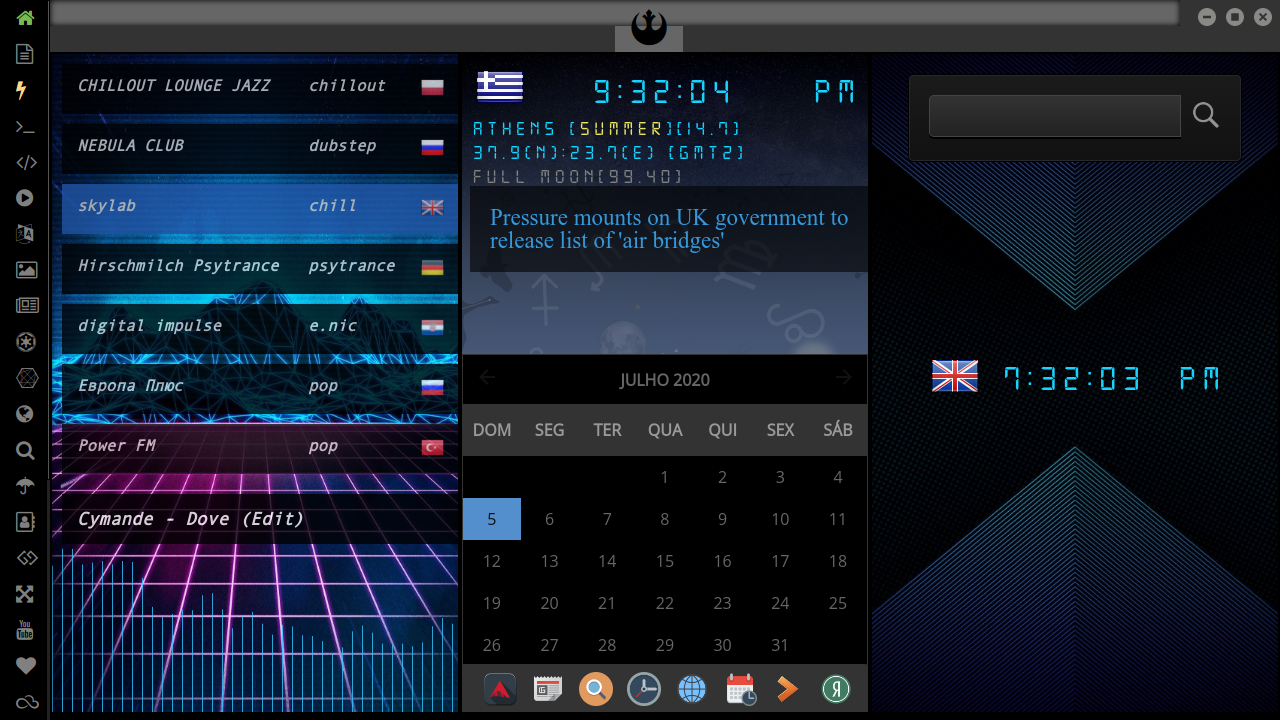 CHILLOUT LOUNGE JAZZ chillout
NEBULA CLUB dubstep
skylab chill
Hirschmilch Psytrance psytrance
digital impulse e.nic
Европа Плюс pop
Power FM pop
Cymande - Dove (Edit)
You
Tube
9:32:04 PM
ATHENS [SUMMER][14.7]
37.9(N):23.7(E) [GMT2]
FULL MOON[99.40]
Pressure mounts on UK government to
release list of 'air bridges'
JULHO 2020
DOM SEG TER QUA QUI SEX SÁB
1 2 3 4
5 6 7 8 9 10 11
12 13 14 15 16 17 18
19 20 21 22 23 24 25
26 27 28 29 30 31
7:32:03 PM